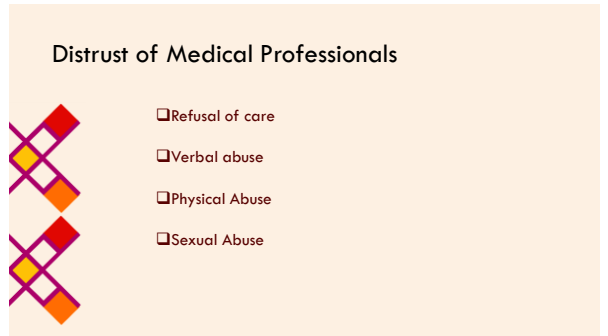 Distrust of Medical Professionals
❑Refusal of care
❑Verbal abuse
❑Physical Abuse
❑Sexual Abuse